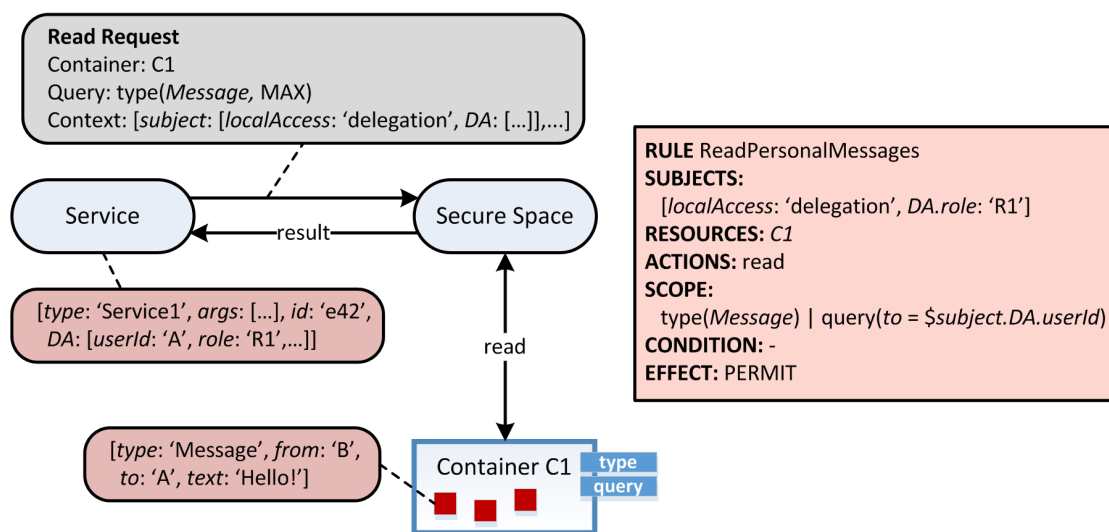 Read Request
Container: C1
Query: type(Message, MAX)
Context: [subject: [localAccess: ‘delegation’, DA: […]],...]
Service
Secure Space
result
[type: ‘Service1’, args: […], id: ‘e42’,
DA: [userId: ‘A’, role: ‘R1’,…]]
read
[type: ‘Message’, from: ‘B’,
to: ‘A’, text: ‘Hello!’]
Container C1
type
query
RULE ReadPersonalMessages
SUBJECTS:
[localAccess: ‘delegation’, DA.role: ‘R1’]
RESOURCES: C1
ACTIONS: read
SCOPE:
type(Message) | query(to = $subject.DA.userId)
CONDITION: -
EFFECT: PERMIT